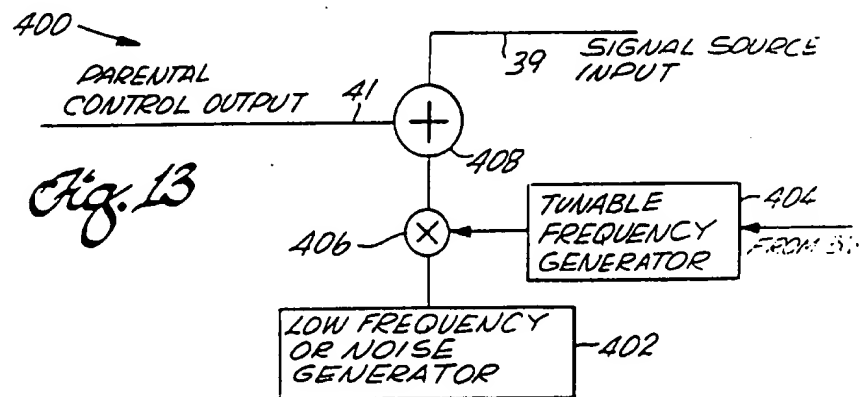 400
39
SIGNAL SOURCE
INPUT
PARENTAL
CONTROL OUTPUT
41
+
408
Fig. 13
406
×
TUNABLE
FREQUENCY
GENERATOR
404
FROM
LOW FREQUENCY
OR NOISE
GENERATOR
402